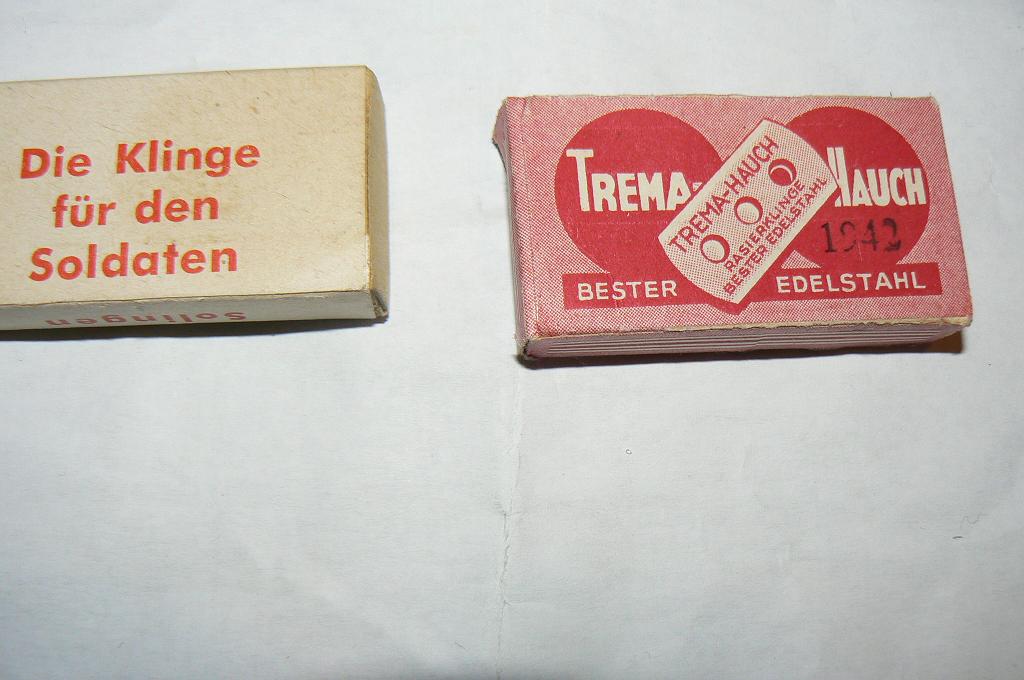 Die Klinge
für den
Soldaten
Solingen
TREMA-HAUCH
1942
BESTER EDELSTAHL
TREMA-HAUCH
RASIERKLINGE
BESTER EDELSTAHL